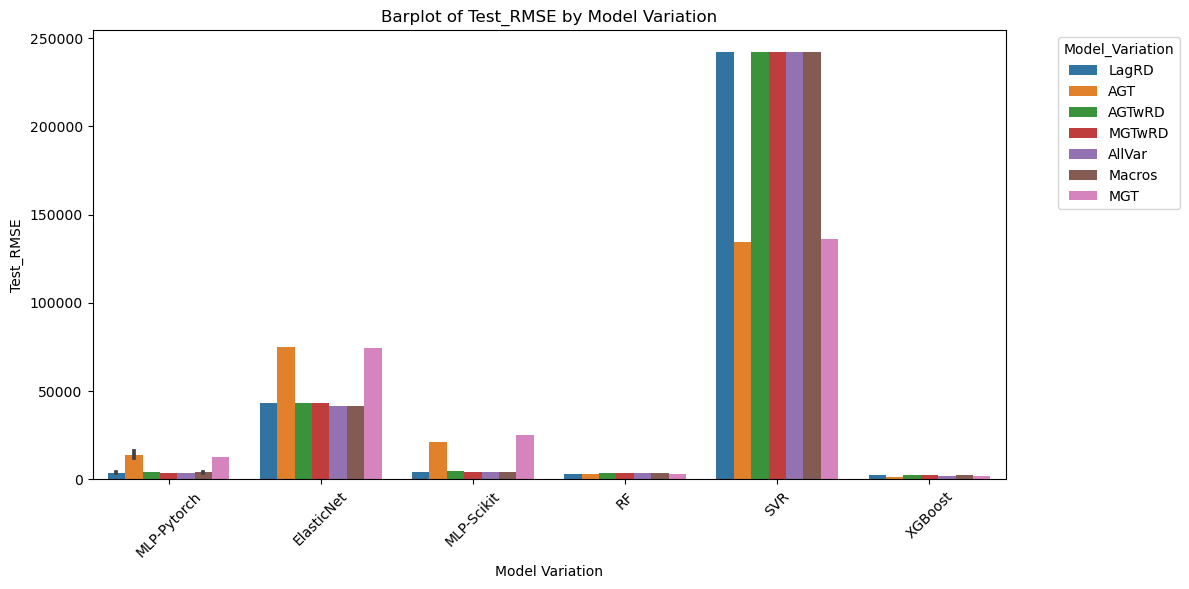 Barplot of Test_RMSE by Model Variation
Test_RMSE
250000
200000
150000
100000
50000
0
MLP-Pytorch
ElasticNet
MLP-Scikit
RF
SVR
XGBoost
Model Variation
Model_Variation
LagRD
AGT
AGTwRD
MGTwRD
AllVar
Macros
MGT